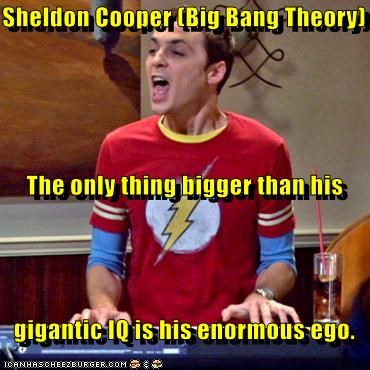 Sheldon Cooper (Big Bang Theory)
The only thing bigger than his
gigantic IQ is his enormous ego.
ICANHASCHEEZBURGER.COM